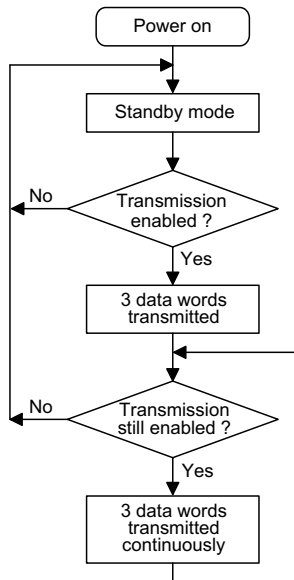 Power on
Standby mode
Transmission
enabled ?
No
Yes
3 data words
transmitted
Transmission
still enabled ?
No
Yes
3 data words
transmitted
continuously